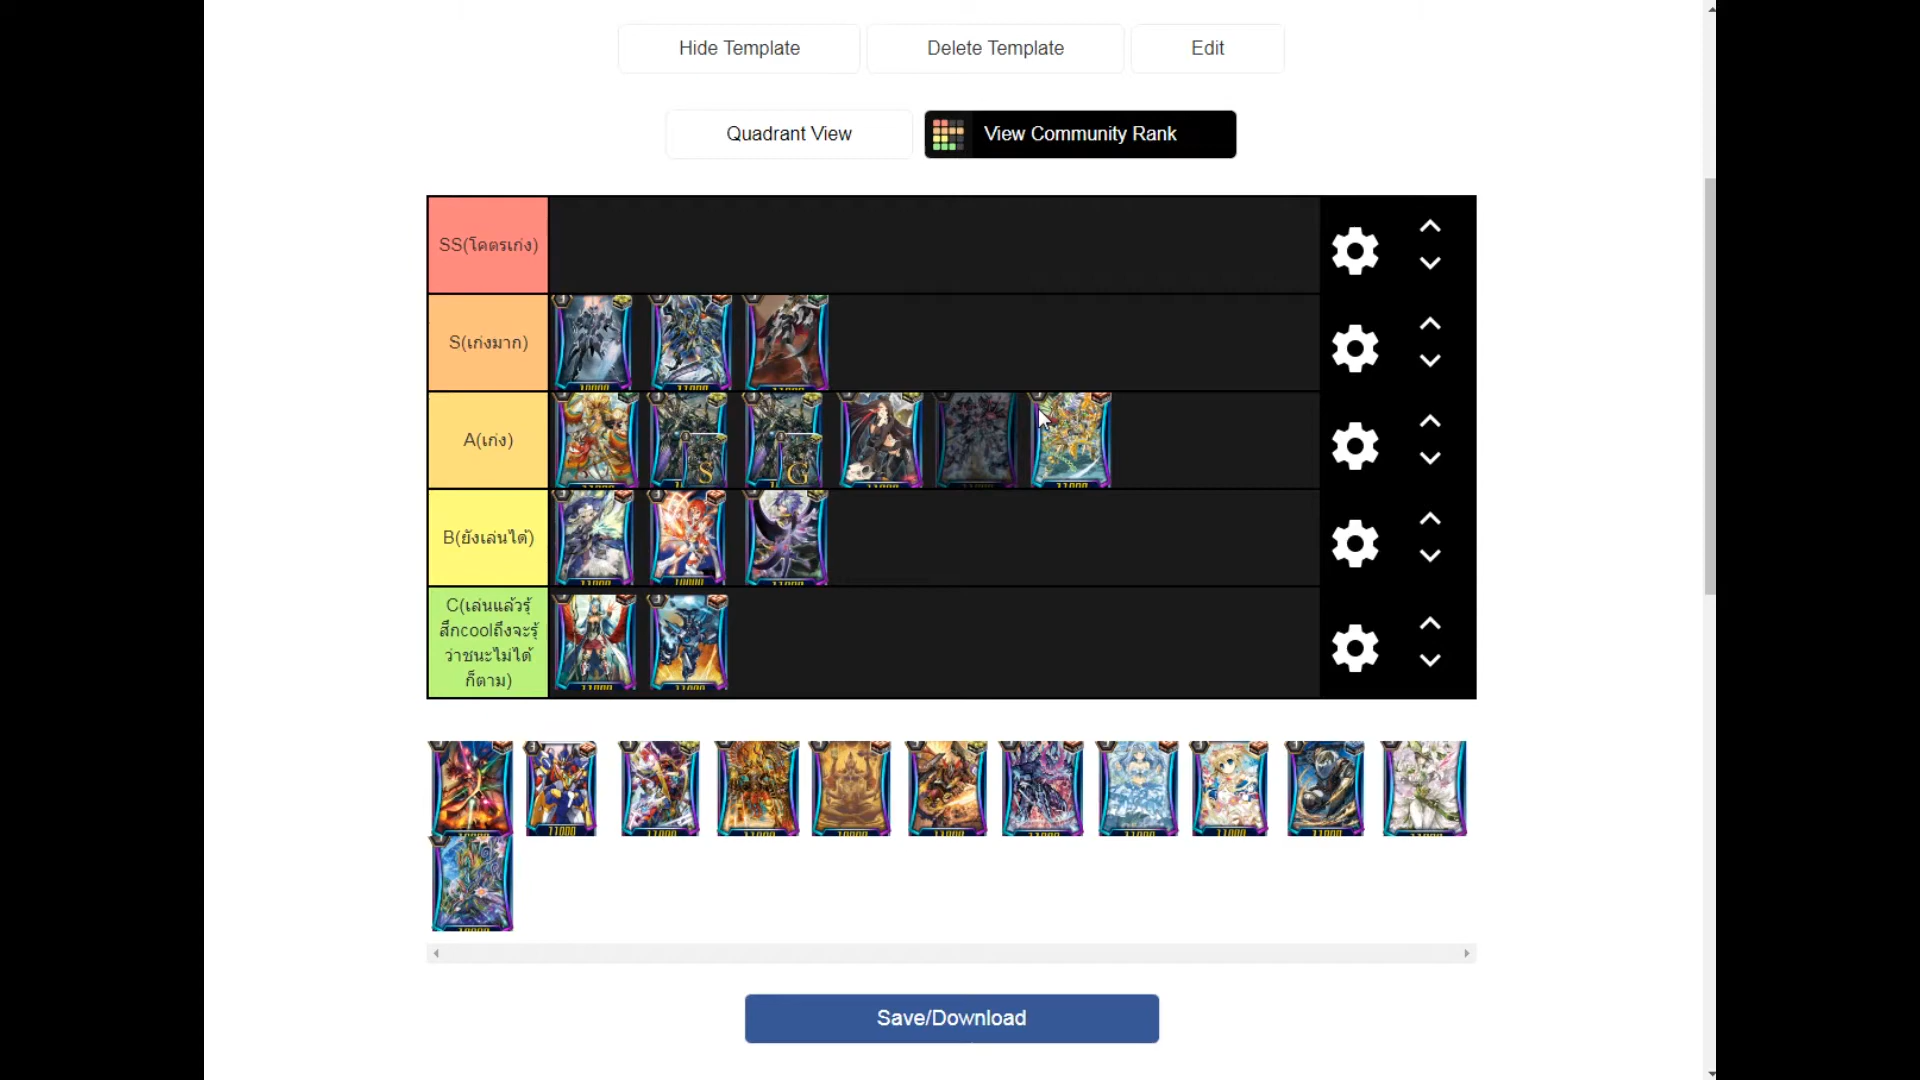 Hide Template
Delete Template
Edit
Quadrant View
View Community Rank
SS(โคตรเก่ง)
S(เก่งมาก)
A(เก่ง)
S
G
B(ยังเล่นได้)
C(เล่นแล้วรู้
สึกcoolถึงจะรู้
ว่าชนะไม่ได้
ก็ตาม)
11000
Save/Download